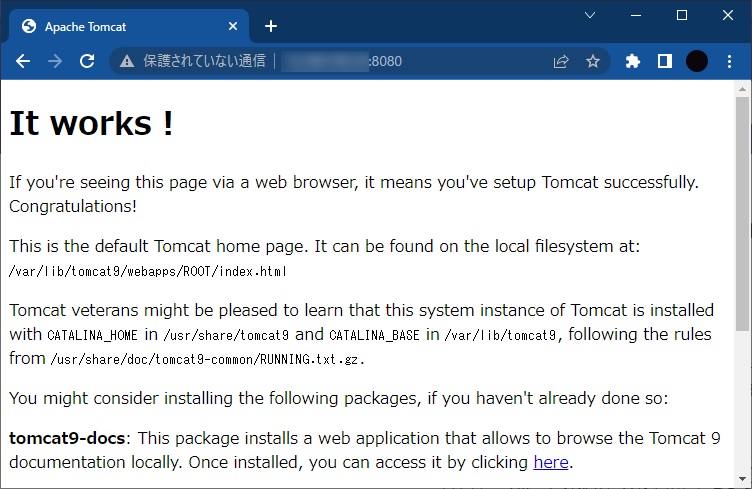 Apache Tomcat
保護されていない通信 :8080
It works !
If you're seeing this page via a web browser, it means you've setup Tomcat successfully.
Congratulations!
This is the default Tomcat home page. It can be found on the local filesystem at:
/var/lib/tomcat9/webapps/ROOT/index.html
Tomcat veterans might be pleased to learn that this system instance of Tomcat is installed
with CATALINA_HOME in /usr/share/tomcat9 and CATALINA_BASE in /var/lib/tomcat9, following the rules
from /usr/share/doc/tomcat9-common/RUNNING.txt.gz.
You might consider installing the following packages, if you haven't already done so:
tomcat9-docs: This package installs a web application that allows to browse the Tomcat 9
documentation locally. Once installed, you can access it by clicking here.